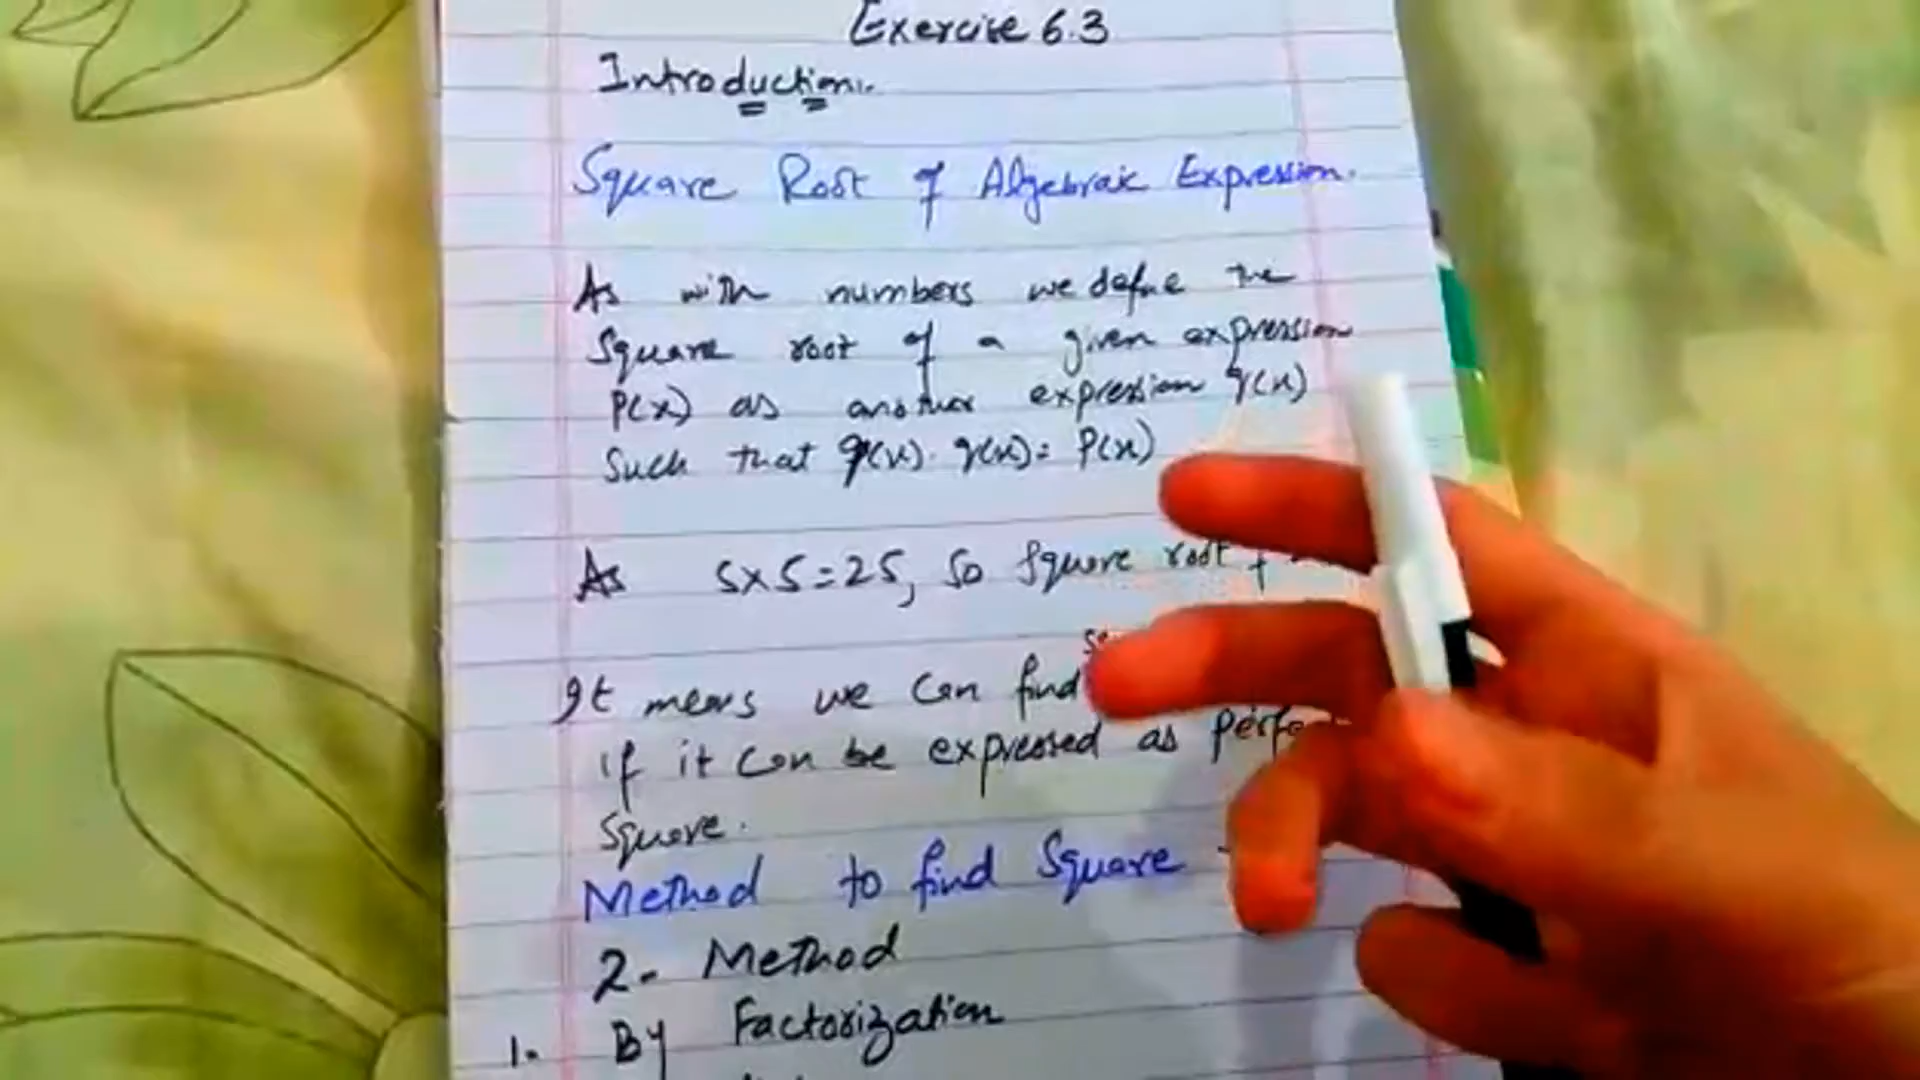 Exercise 6.3
Introduction.
Square Root of Algebraic Expression.
As with numbers we define the
Square root of a given expression
P(x) as another expression q(x)
Such that q(x). q(x)= P(x)
As 5x5=25, So Square root
It means we can find
if it can be expressed as
Square.
Method to find Square
2- Method
1. By Factorization